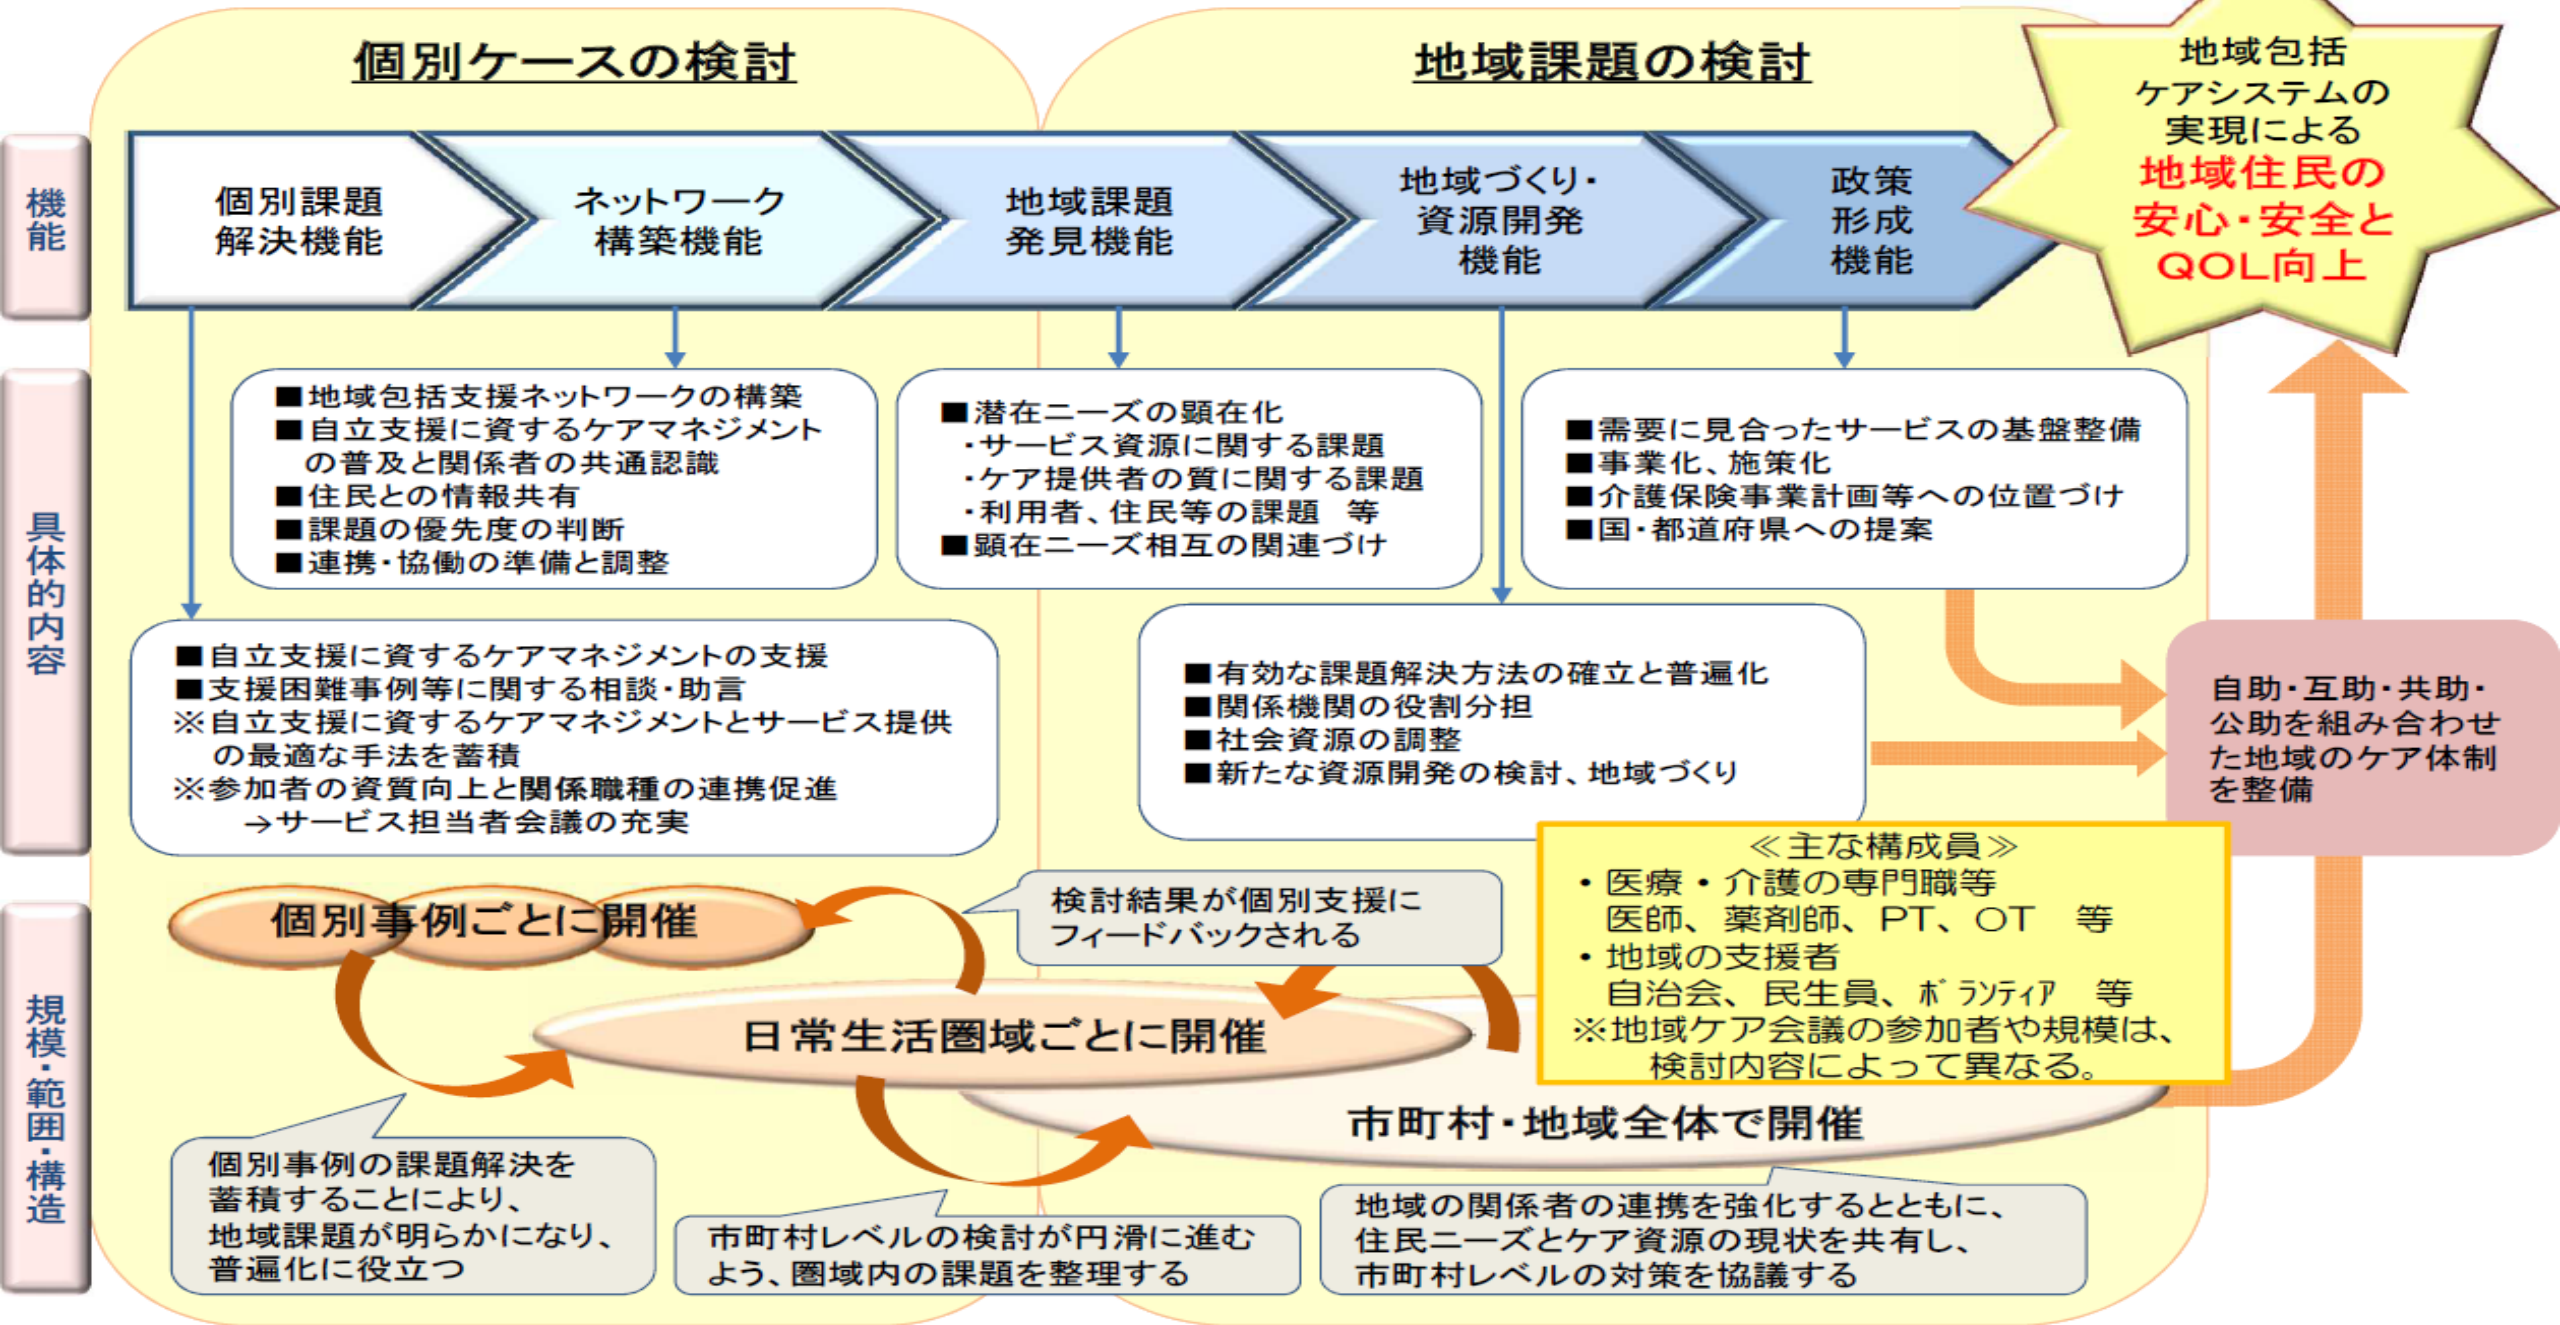 個別ケースの検討
地域課題の検討
地域包括
ケアシステムの
実現による
地域住民の
安心・安全と
QOL向上
機能
個別課題
解決機能
ネットワーク
構築機能
地域課題
発見機能
地域づくり・
資源開発
機能
政策
形成
機能
具体的内容
■地域包括支援ネットワークの構築
■自立支援に資するケアマネジメント
の普及と関係者の共通認識
■住民との情報共有
■課題の優先度の判断
■連携・協働の準備と調整
■潜在ニーズの顕在化
・サービス資源に関する課題
・ケア提供者の質に関する課題
・利用者、住民等の課題　等
■顕在ニーズ相互の関連づけ
■需要に見合ったサービスの基盤整備
■事業化、施策化
■介護保険事業計画等への位置づけ
■国・都道府県への提案
■自立支援に資するケアマネジメントの支援
■支援困難事例等に関する相談・助言
※自立支援に資するケアマネジメントとサービス提供
の最適な手法を蓄積
※参加者の資質向上と関係職種の連携促進
→サービス担当者会議の充実
■有効な課題解決方法の確立と普遍化
■関係機関の役割分担
■社会資源の調整
■新たな資源開発の検討、地域づくり
自助・互助・共助・
公助を組み合わせ
た地域のケア体制
を整備
≪主な構成員≫
・医療・介護の専門職等
医師、薬剤師、PT、OT　等
・地域の支援者
自治会、民生員、ﾎﾞﾗﾝﾃｨｱ　等
※地域ケア会議の参加者や規模は、
検討内容によって異なる。
規模・範囲・構造
個別事例ごとに開催
検討結果が個別支援に
フィードバックされる
日常生活圏域ごとに開催
市町村・地域全体で開催
個別事例の課題解決を
蓄積することにより、
地域課題が明らかになり、
普遍化に役立つ
市町村レベルの検討が円滑に進む
よう、圏域内の課題を整理する
地域の関係者の連携を強化するとともに、
住民ニーズとケア資源の現状を共有し、
市町村レベルの対策を協議する